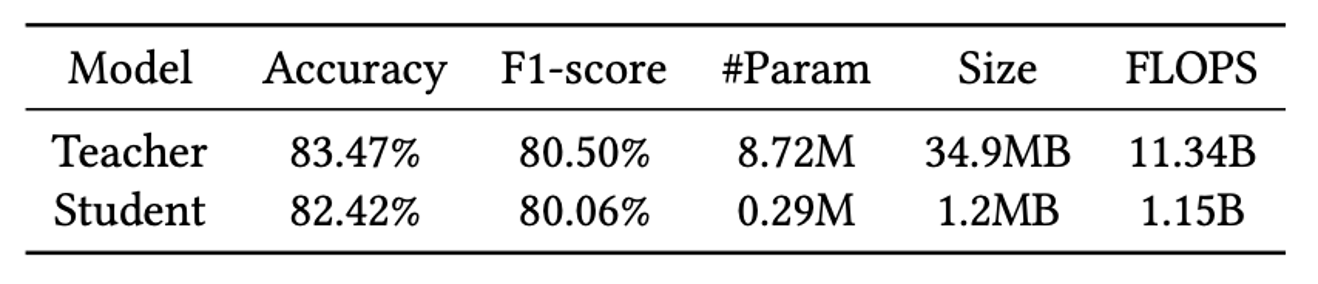 Model Accuracy F1-score #Param Size FLOPS
Teacher 83.47% 80.50% 8.72M 34.9MB 11.34B
Student 82.42% 80.06% 0.29M 1.2MB 1.15B